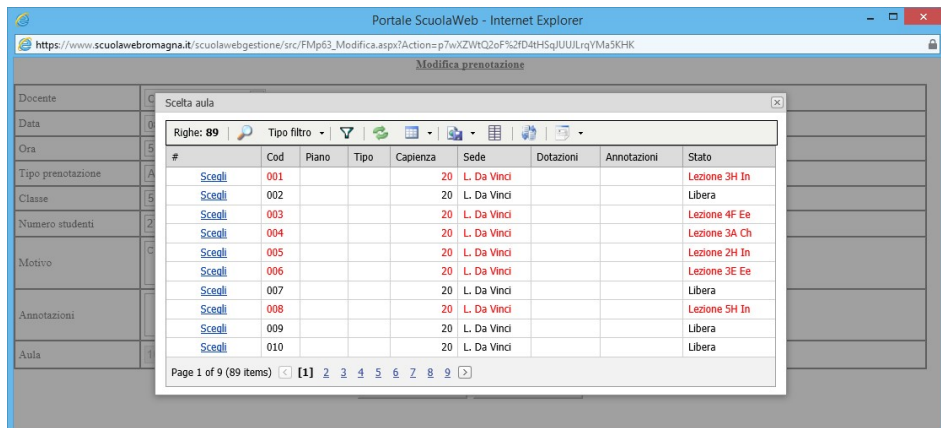 Portale ScuolaWeb - Internet Explorer
https://www.scuolawebromagna.it/scuolawebgestione/src/FMp63_Modifica.aspx?Action=p7wXZWtQ2oF%2fD4tHSqJUUJLrqYMa5KHK
Modifica prenotazione
Docente
Data
Ora
Tipo prenotazione
Classe
Numero studenti
Motivo
Annotazioni
Aula
Scelta aula
Righe: 89 Tipo filtro
# Cod Piano Tipo Capienza Sede Dotazioni Annotazioni Stato
Scegli 001 20 L. Da Vinci Lezione 3H In
Scegli 002 20 L. Da Vinci Libera
Scegli 003 20 L. Da Vinci Lezione 4F Ee
Scegli 004 20 L. Da Vinci Lezione 3A Ch
Scegli 005 20 L. Da Vinci Lezione 2H In
Scegli 006 20 L. Da Vinci Lezione 3E Ee
Scegli 007 20 L. Da Vinci Libera
Scegli 008 20 L. Da Vinci Lezione 5H In
Scegli 009 20 L. Da Vinci Libera
Scegli 010 20 L. Da Vinci Libera
Page 1 of 9 (89 items) [1] 2 3 4 5 6 7 8 9